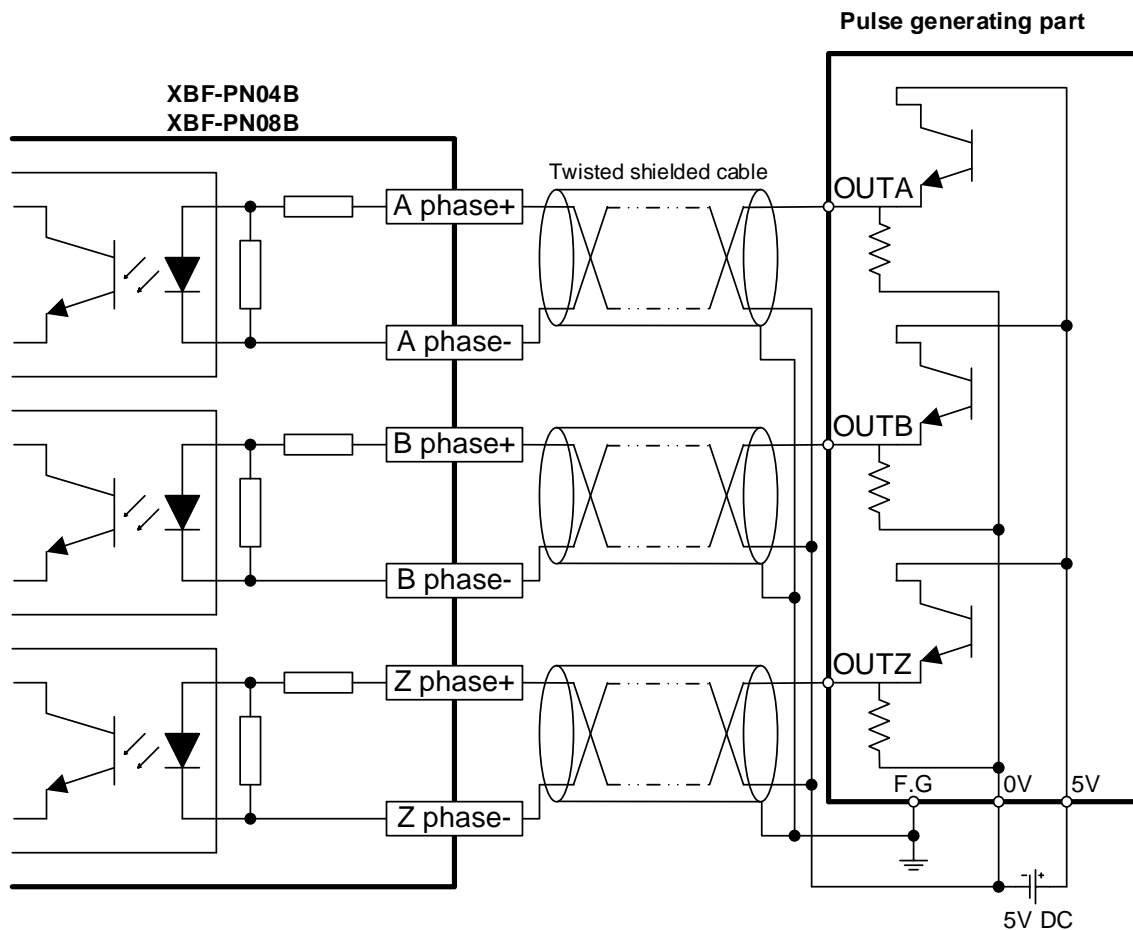 Pulse generating part
XBF-PN04B
XBF-PN08B
Twisted shielded cable
A phase+
OUTA
A phase-
B phase+
OUTB
B phase-
Z phase+
OUTZ
Z phase-
F.G
0V
5V
- +
5V DC